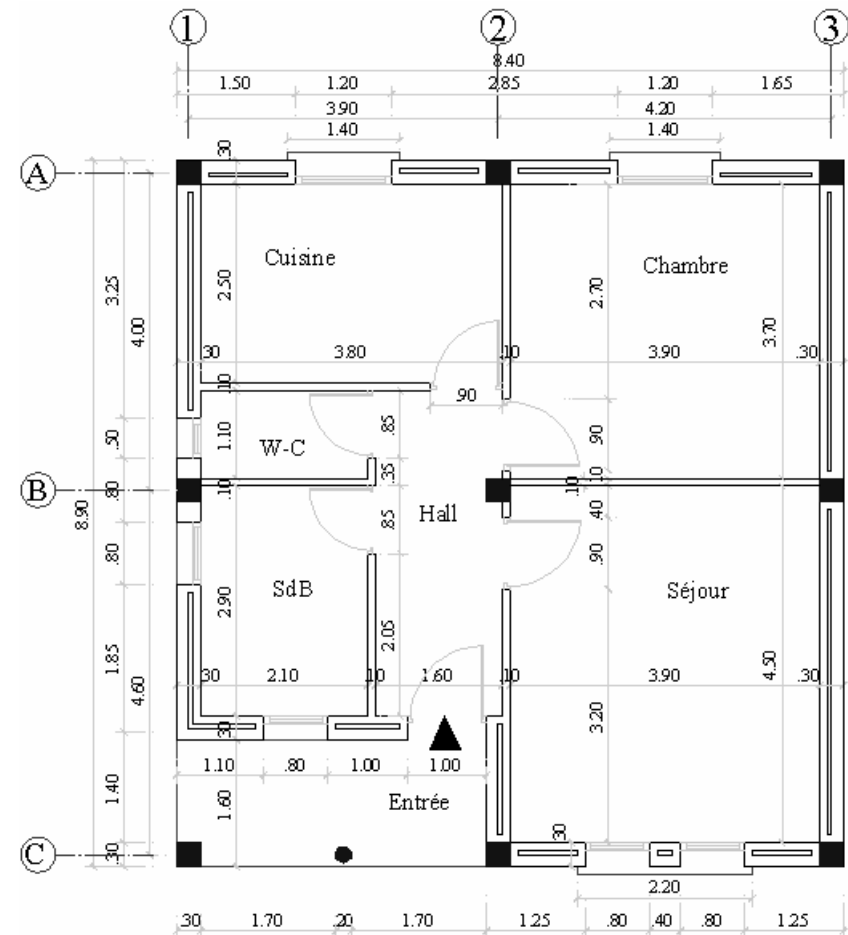 1 2 3
8.40
1.50 1.20 2.85 1.20 1.65
3.90 4.20
1.40 1.40
.30
A
Cuisine
Chambre
3.25
4.00
2.50
2.70
3.70
.30 3.80 .10 3.90 .30
.10
.90
.50
1.10
W-C
.85
.90
.35
.10
B
.80
.10
.10
8.90
Hall
.40
.85
.80
.90
SdB
Séjour
2.90
2.05
1.85
4.60
.30 2.10 .10 1.60 .10 3.90 .30
4.50
3.20
.30
1.10 .80 1.00 1.00
1.40
1.60
Entrée
.30
C
.30
2.20
.30 1.70 .20 1.70 1.25 .80 .40 .80 1.25